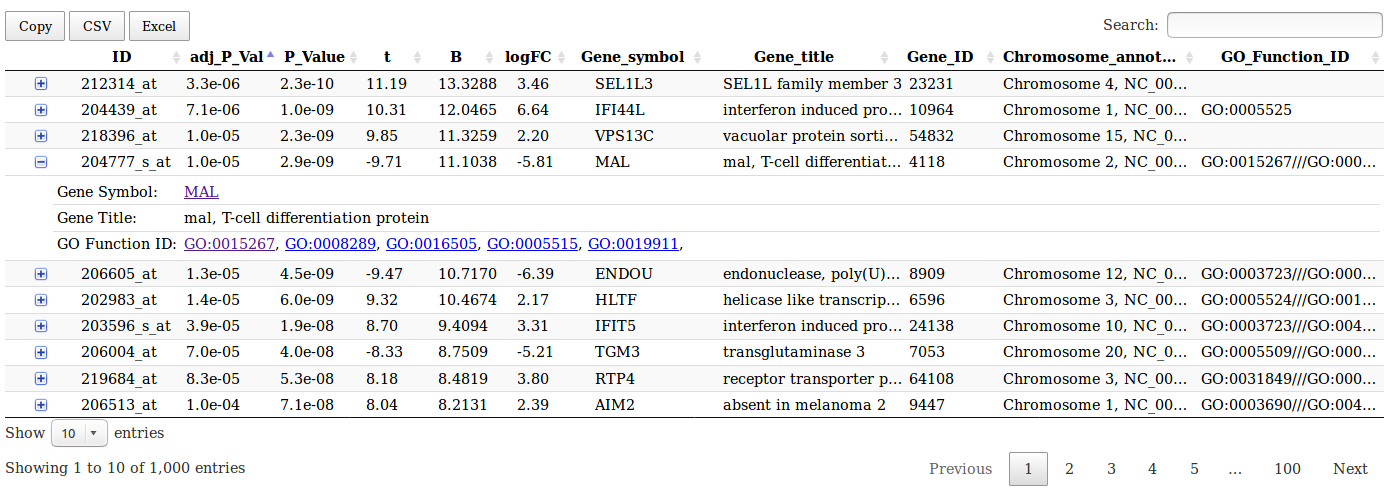 Copy CSV Excel Search:
ID adj_P_Val P_Value t B logFC Gene_symbol Gene_title Gene_ID Chromosome_annot... GO_Function_ID
212314_at 3.3e-06 2.3e-10 11.19 13.3288 3.46 SEL1L3 SEL1L family member 3 23231 Chromosome 4, NC_00...
204439_at 7.1e-06 1.0e-09 10.31 12.0465 6.64 IFI44L interferon induced pro... 10964 Chromosome 1, NC_00... GO:0005525
218396_at 1.0e-05 2.3e-09 9.85 11.3259 2.20 VPS13C vacuolar protein sorti... 54832 Chromosome 15, NC_0...
204777_s_at 1.0e-05 2.9e-09 -9.71 11.1038 -5.81 MAL mal, T-cell differentiat... 4118 Chromosome 2, NC_00... GO:0015267///GO:000...
Gene Symbol: MAL
Gene Title: mal, T-cell differentiation protein
GO Function ID: GO:0015267, GO:0008289, GO:0016505, GO:0005515, GO:0019911,
206605_at 1.3e-05 4.5e-09 -9.47 10.7170 -6.39 ENDOU endonuclease, poly(U)... 8909 Chromosome 12, NC_0... GO:0003723///GO:000...
202983_at 1.4e-05 6.0e-09 9.32 10.4674 2.17 HLTF helicase like transcrip... 6596 Chromosome 3, NC_00... GO:0005524///GO:001...
203596_s_at 3.9e-05 1.9e-08 8.70 9.4094 3.31 IFIT5 interferon induced pro... 24138 Chromosome 10, NC_0... GO:0003723///GO:004...
206004_at 7.0e-05 4.0e-08 -8.33 8.7509 -5.21 TGM3 transglutaminase 3 7053 Chromosome 20, NC_0... GO:0005509///GO:000...
219684_at 8.3e-05 5.3e-08 8.18 8.4819 3.80 RTP4 receptor transporter p... 64108 Chromosome 3, NC_00... GO:0031849///GO:000...
206513_at 1.0e-04 7.1e-08 8.04 8.2131 2.39 AIM2 absent in melanoma 2 9447 Chromosome 1, NC_00... GO:0003690///GO:004...
Show 10 entries
Showing 1 to 10 of 1,000 entries Previous 1 2 3 4 5 ... 100 Next